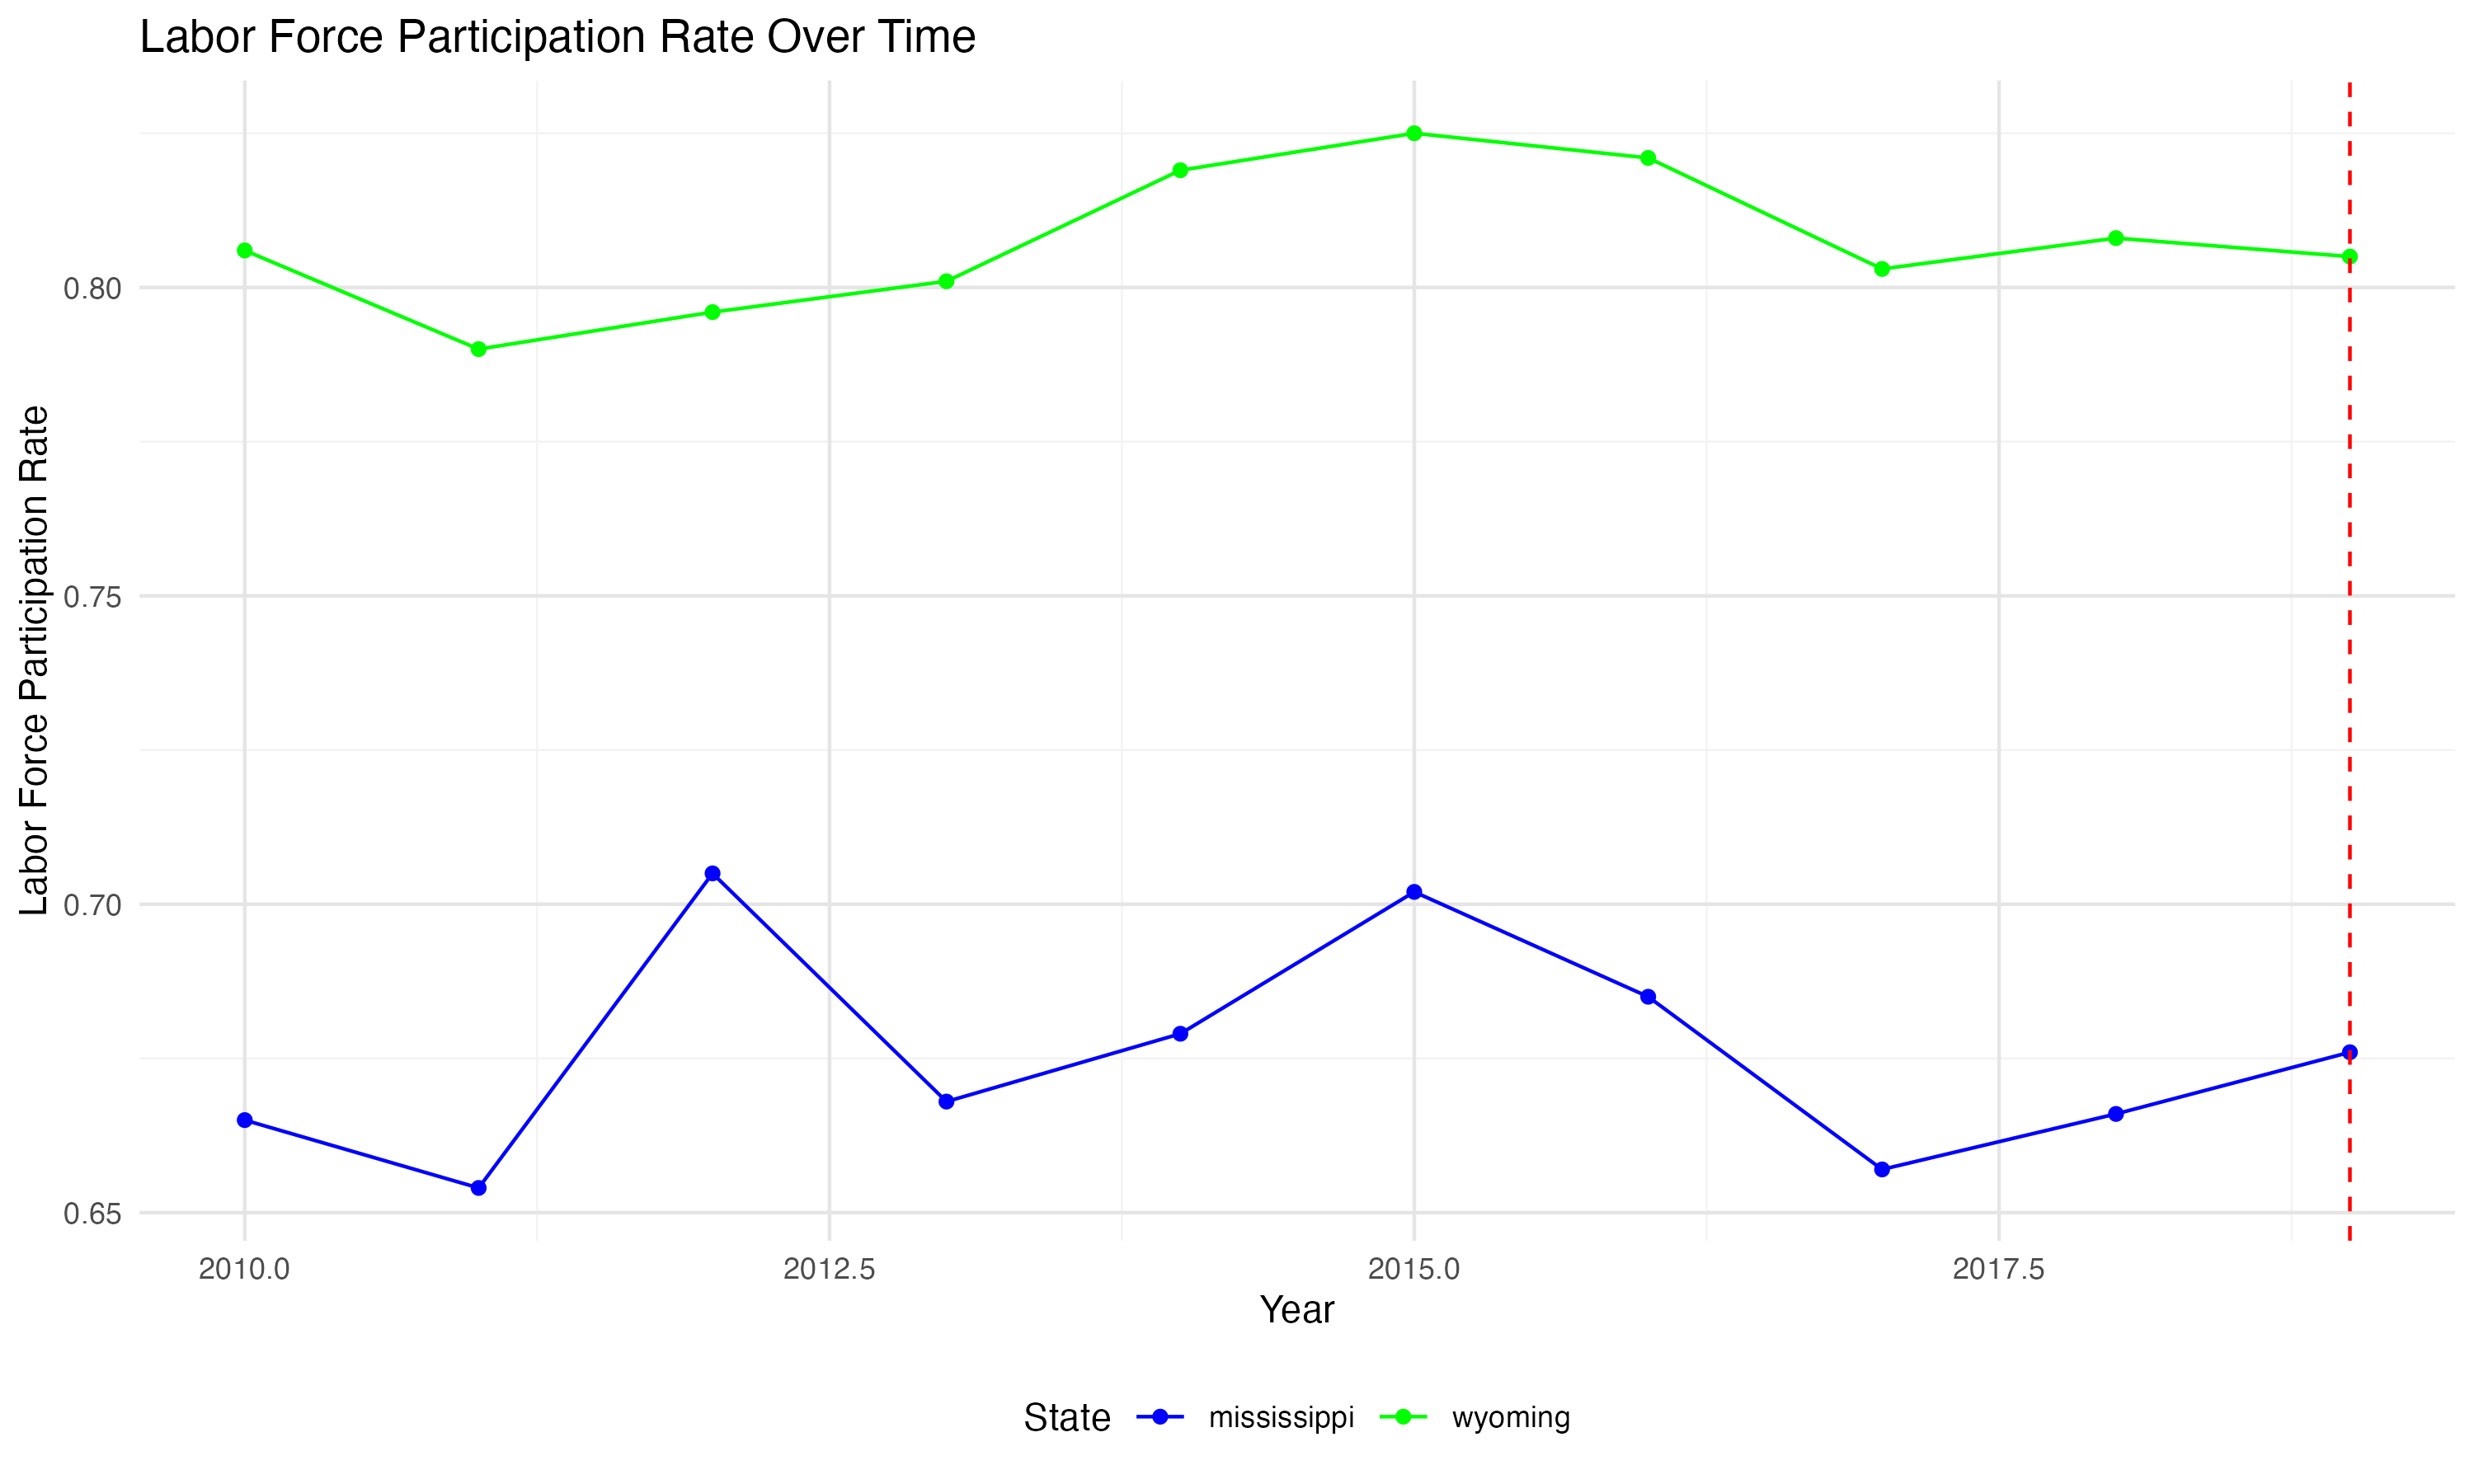 Labor Force Participation Rate Over Time
Labor Force Participation Rate
0.80
0.75
0.70
0.65
2010.0 2012.5 2015.0 2017.5
Year
State mississippi wyoming